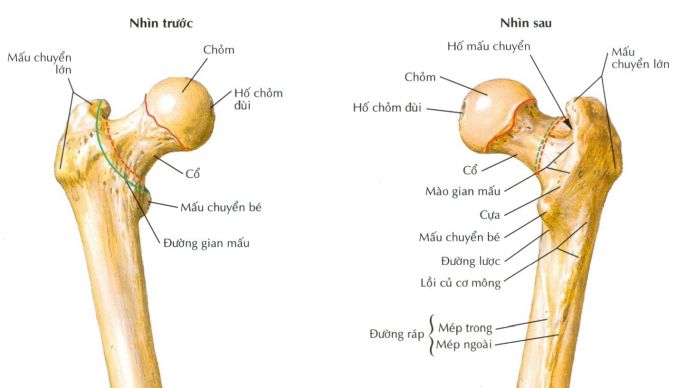 Nhìn trước
Mấu chuyển
lớn
Chỏm
Hố chỏm
đùi
Cổ
Mấu chuyển bé
Đường gian mấu
Nhìn sau
Hố mấu chuyển
Mấu
chuyển lớn
Chỏm
Hố chỏm đùi
Cổ
Mào gian mấu
Cựa
Mấu chuyển bé
Đường lược
Lồi củ cơ mông
Đường ráp
Mép trong
Mép ngoài